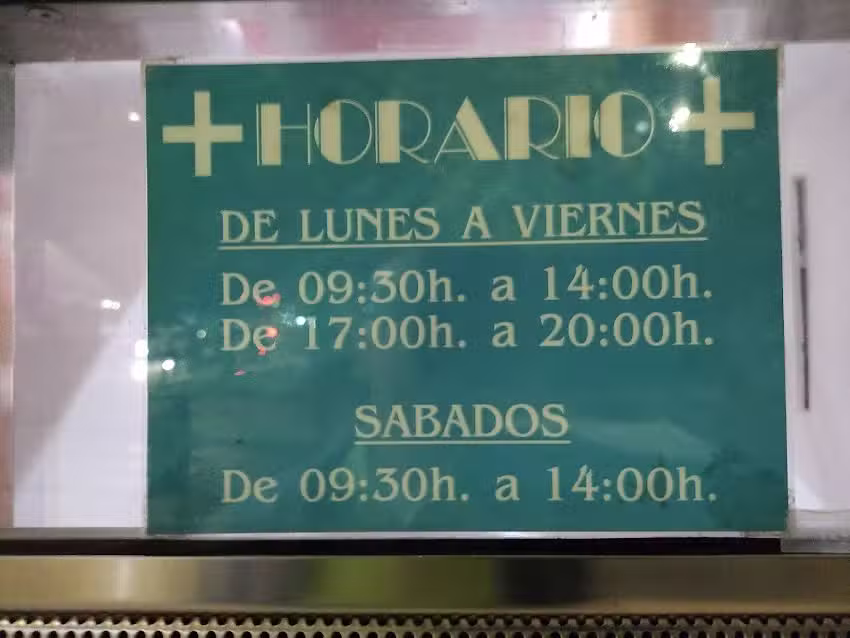 +HORARIO+
DE LUNES A VIERNES
De 09:30h. a 14:00h.
De 17:00h. a 20:00h.
SABADOS
De 09:30h. a 14:00h.